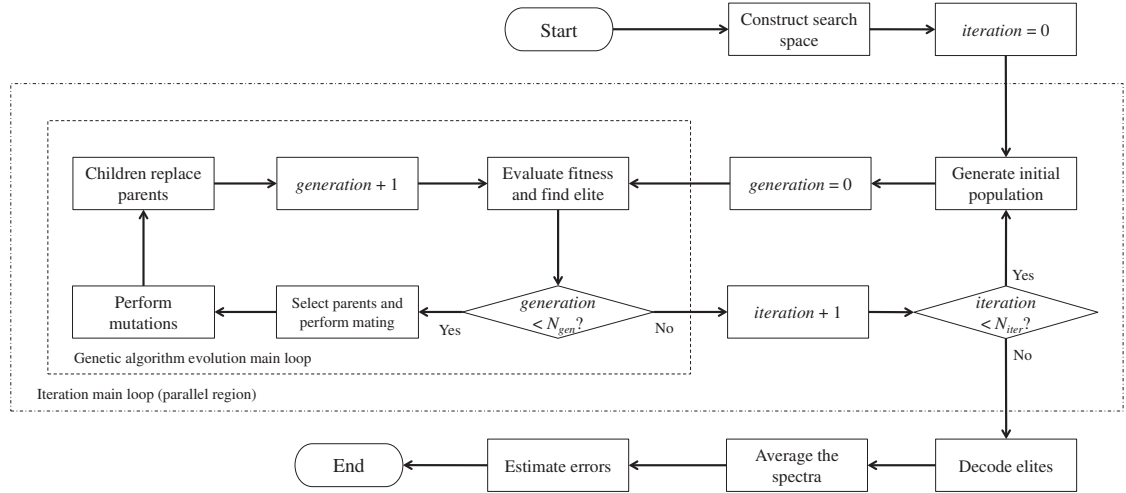 Start
Construct search
space
iteration = 0
Children replace
parents
generation + 1
Evaluate fitness
and find elite
generation = 0
Generate initial
population
Perform
mutations
Select parents and
perform mating
Yes
generation
< N_gen?
No
iteration + 1
Yes
iteration
< N_iter?
No
Genetic algorithm evolution main loop
Iteration main loop (parallel region)
End
Estimate errors
Average the
spectra
Decode elites